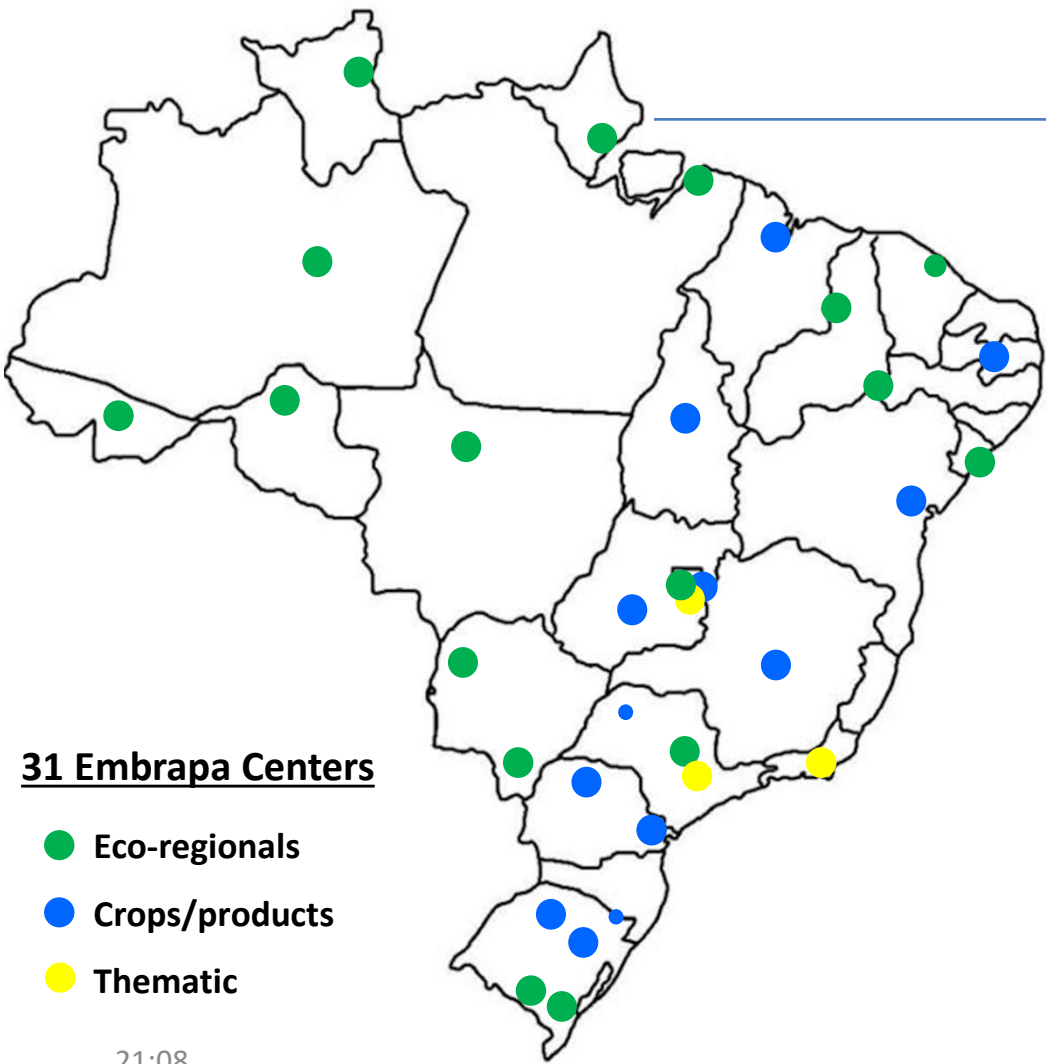 31 Embrapa Centers
Eco-regionals
Crops/products
Thematic
21:08